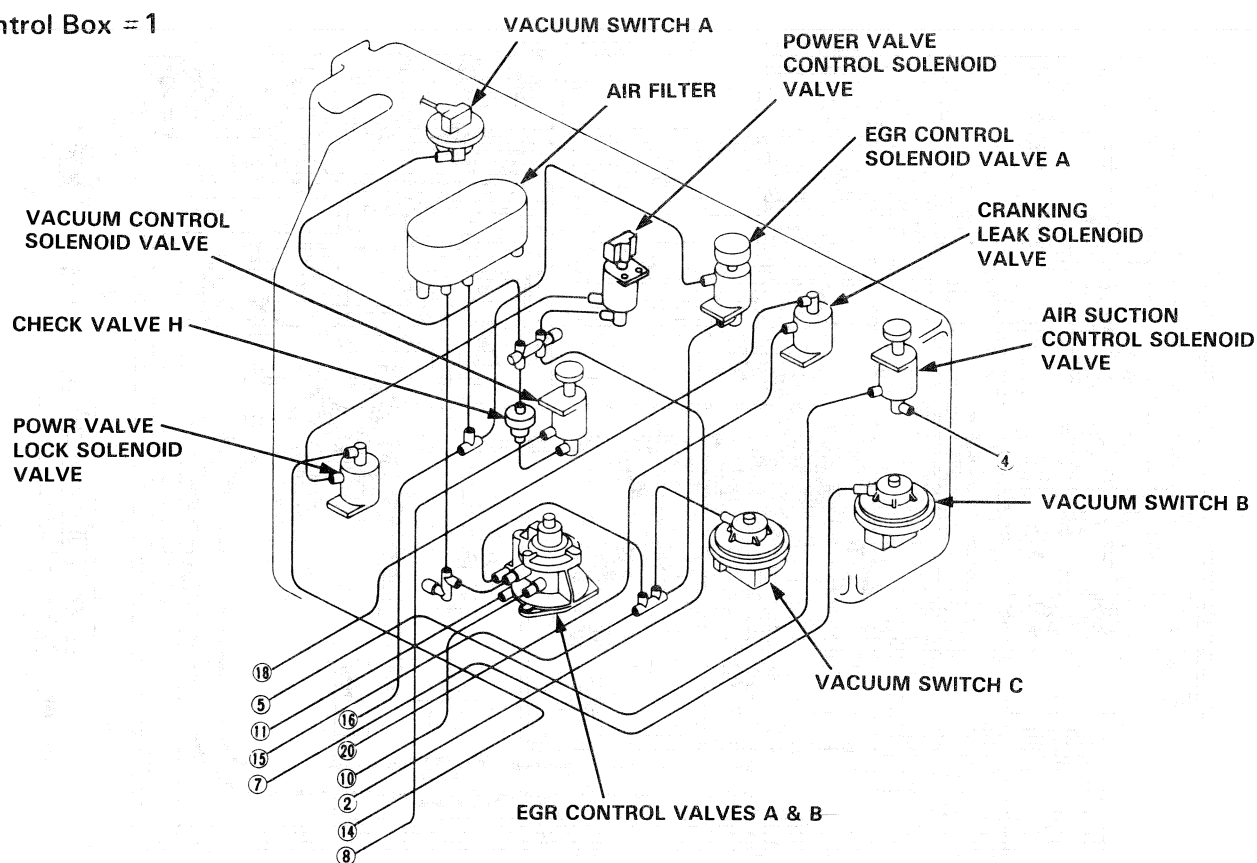 ntrol Box = 1
VACUUM SWITCH A
POWER VALVE
CONTROL SOLENOID
VALVE
AIR FILTER
EGR CONTROL
SOLENOID VALVE A
VACUUM CONTROL
SOLENOID VALVE
CRANKING
LEAK SOLENOID
VALVE
CHECK VALVE H
AIR SUCTION
CONTROL SOLENOID
VALVE
POWR VALVE
LOCK SOLENOID
VALVE
4
VACUUM SWITCH B
VACUUM SWITCH C
18
5
11
16
15
20
7
10
2
14
8
EGR CONTROL VALVES A & B